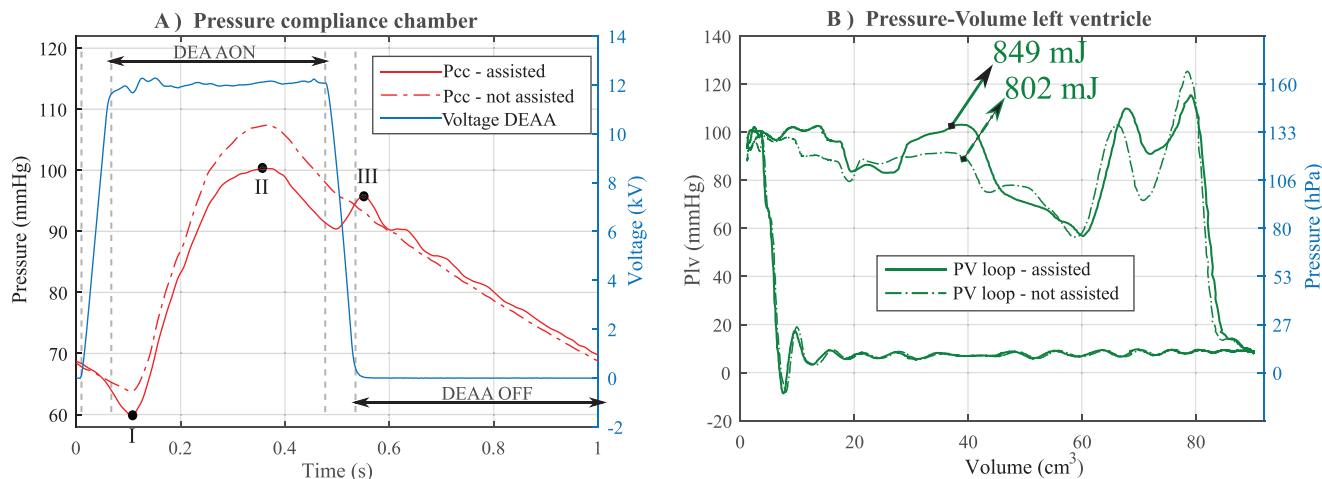 A )  Pressure compliance chamber
120
110
100
90
80
70
60
Pressure (mmHg)
DEA AON
Pcc - assisted
Pcc - not assisted
Voltage DEAA
I
II
III
DEAA OFF
14
12
10
8
6
4
2
0
-2
Voltage (kV)
0
0.2
0.4
0.6
0.8
1
Time (s)
B )  Pressure-Volume left ventricle
140
120
100
80
60
40
20
0
-20
Plv (mmHg)
849 mJ
802 mJ
PV loop - assisted
PV loop - not assisted
160
133
106
80
53
27
0
Pressure (hPa)
1
20
40
60
80
Volume (cm³)